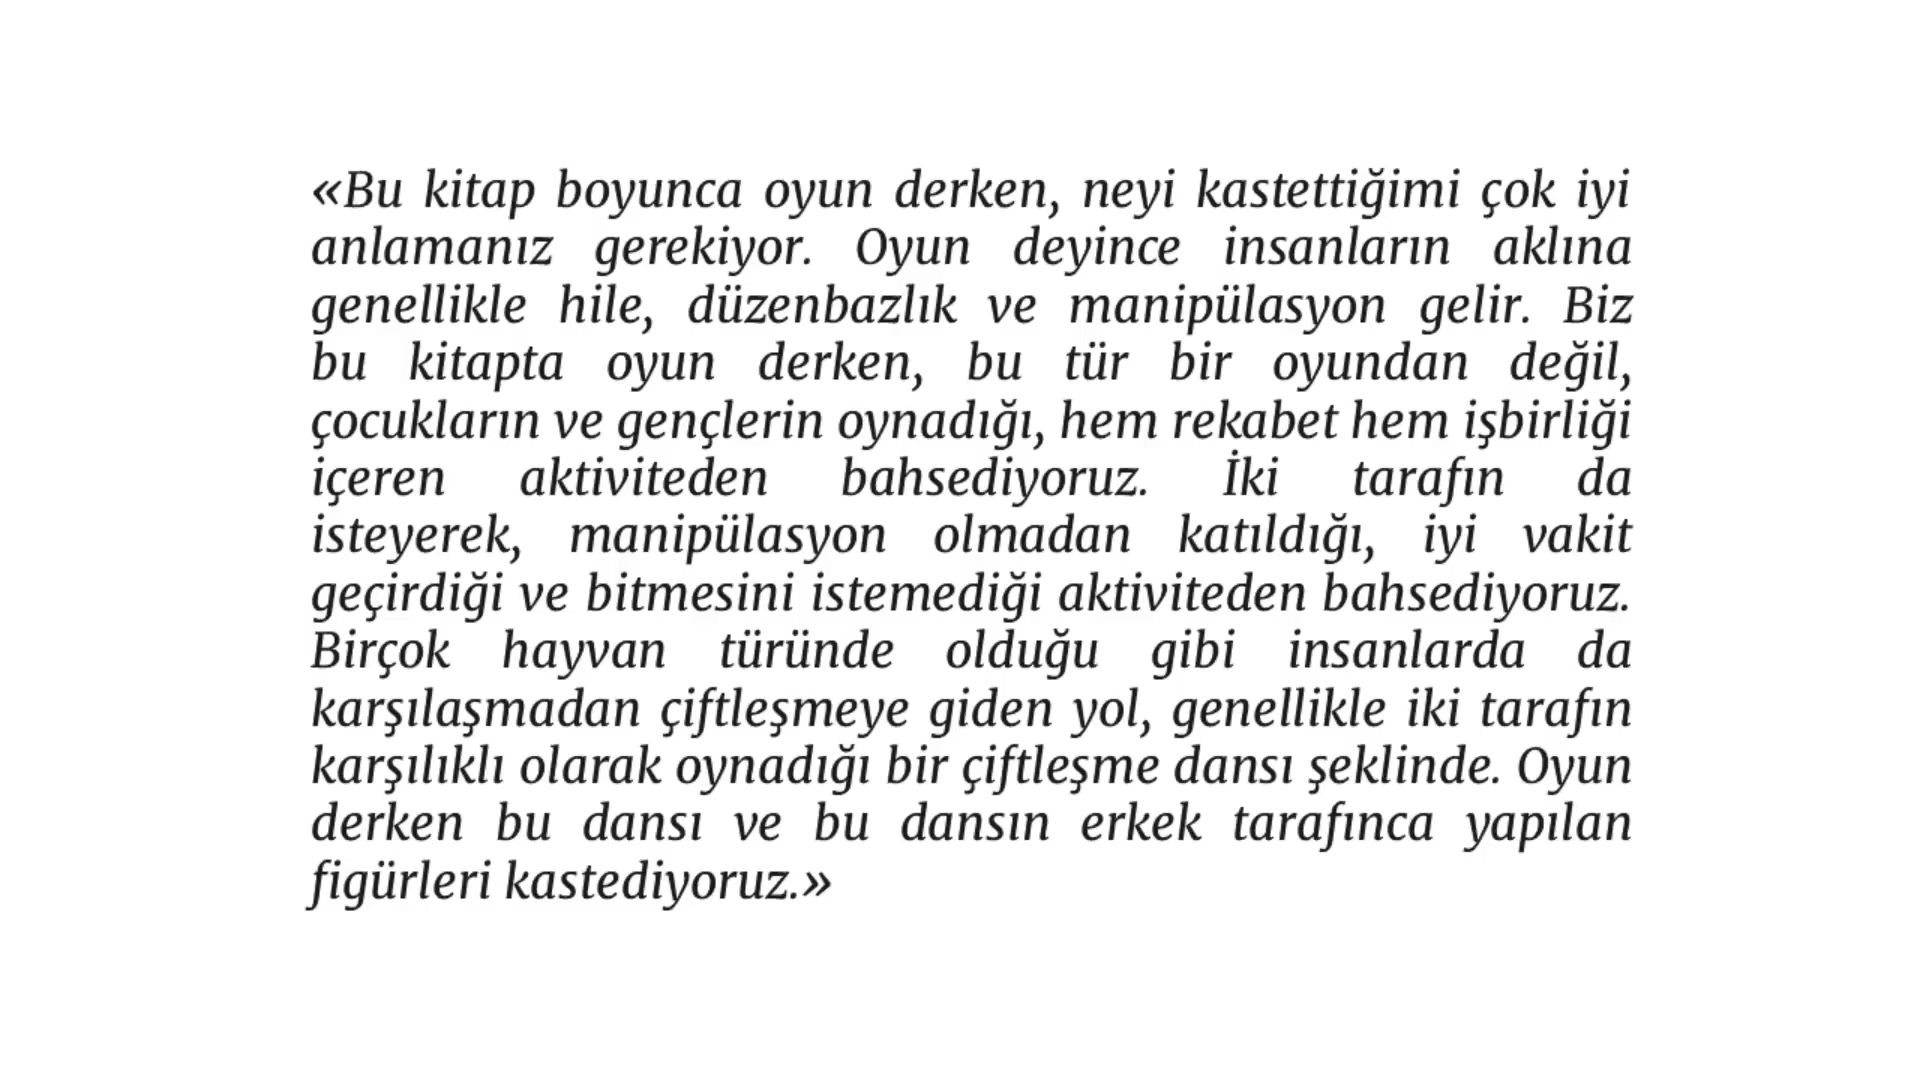 «Bu kitap boyunca oyun derken, neyi kastettiğimi çok iyi
anlamanız gerekiyor. Oyun deyince insanların aklına
genellikle hile, düzenbazlık ve manipülasyon gelir. Biz
bu kitapta oyun derken, bu tür bir oyundan değil,
çocukların ve gençlerin oynadığı, hem rekabet hem işbirliği
içeren aktiviteden bahsediyoruz. İki tarafın da
isteyerek, manipülasyon olmadan katıldığı, iyi vakit
geçirdiği ve bitmesini istemediği aktiviteden bahsediyoruz.
Birçok hayvan türünde olduğu gibi insanlarda da
karşılaşmadan çiftleşmeye giden yol, genellikle iki tarafın
karşılıklı olarak oynadığı bir çiftleşme dansı şeklinde. Oyun
derken bu dansı ve bu dansın erkek tarafınca yapılan
figürleri kastediyoruz.»